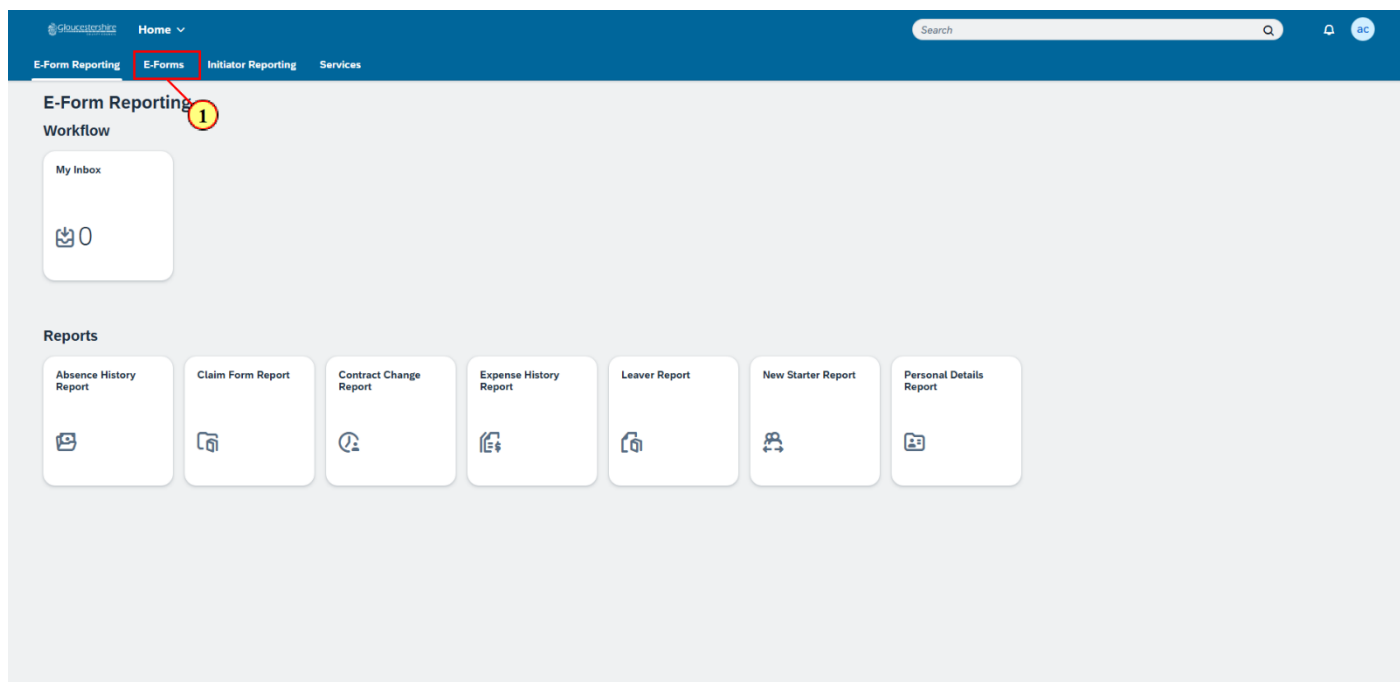 Gloucestershire
Home
Search
ac
E-Form Reporting E-Forms Initiator Reporting Services
E-Form Reporting
1
Workflow
My Inbox
0
Reports
Absence History
Report
Claim Form Report
Contract Change
Report
Expense History
Report
Leaver Report
New Starter Report
Personal Details
Report